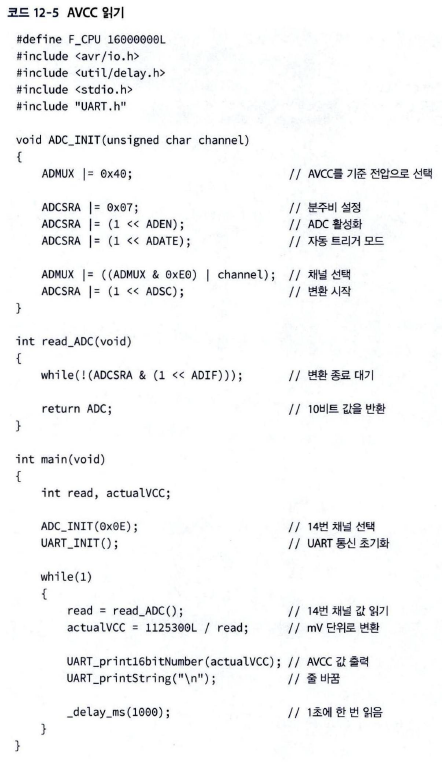 코드 12-5 AVCC 읽기
#define F_CPU 16000000L
#include <avr/io.h>
#include <util/delay.h>
#include <stdio.h>
#include "UART.h"

void ADC_INIT(unsigned char channel)
{
    ADMUX |= 0x40;                        // AVCC를 기준 전압으로 선택

    ADCSRA |= 0x07;                       // 분주비 설정
    ADCSRA |= (1 << ADEN);                // ADC 활성화
    ADCSRA |= (1 << ADATE);               // 자동 트리거 모드

    ADMUX |= ((ADMUX & 0xE0) | channel);  // 채널 선택
    ADCSRA |= (1 << ADSC);                // 변환 시작
}

int read_ADC(void)
{
    while(!(ADCSRA & (1 << ADIF)));       // 변환 종료 대기

    return ADC;                           // 10비트 값을 반환
}

int main(void)
{
    int read, actualVCC;

    ADC_INIT(0x0E);                       // 14번 채널 선택
    UART_INIT();                          // UART 통신 초기화

    while(1)
    {
        read = read_ADC();                // 14번 채널 값 읽기
        actualVCC = 1125300L / read;      // mV 단위로 변환

        UART_print16bitNumber(actualVCC); // AVCC 값 출력
        UART_printString("\n");           // 줄 바꿈

        _delay_ms(1000);                  // 1초에 한 번 읽음
    }
}